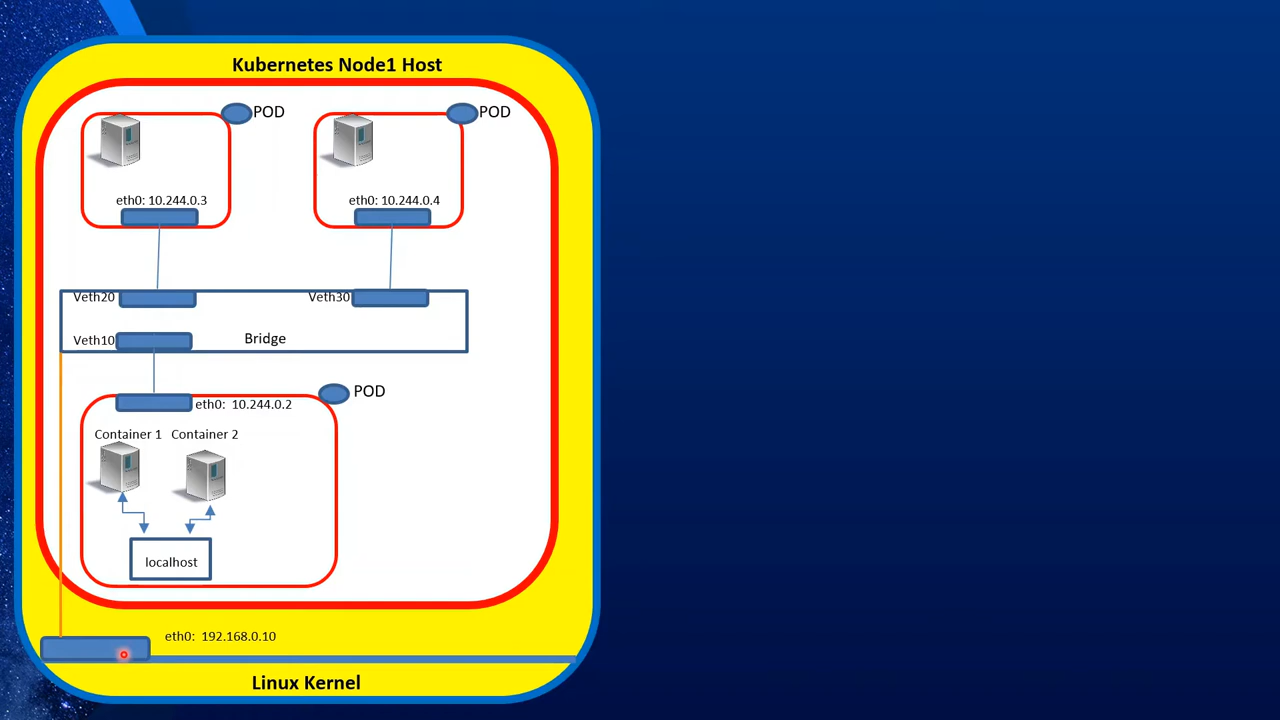 Kubernetes Node1 Host
POD
POD
eth0: 10.244.0.3
eth0: 10.244.0.4
Veth20
Veth30
Veth10
Bridge
POD
eth0:  10.244.0.2
Container 1
Container 2
localhost
eth0:  192.168.0.10
Linux Kernel